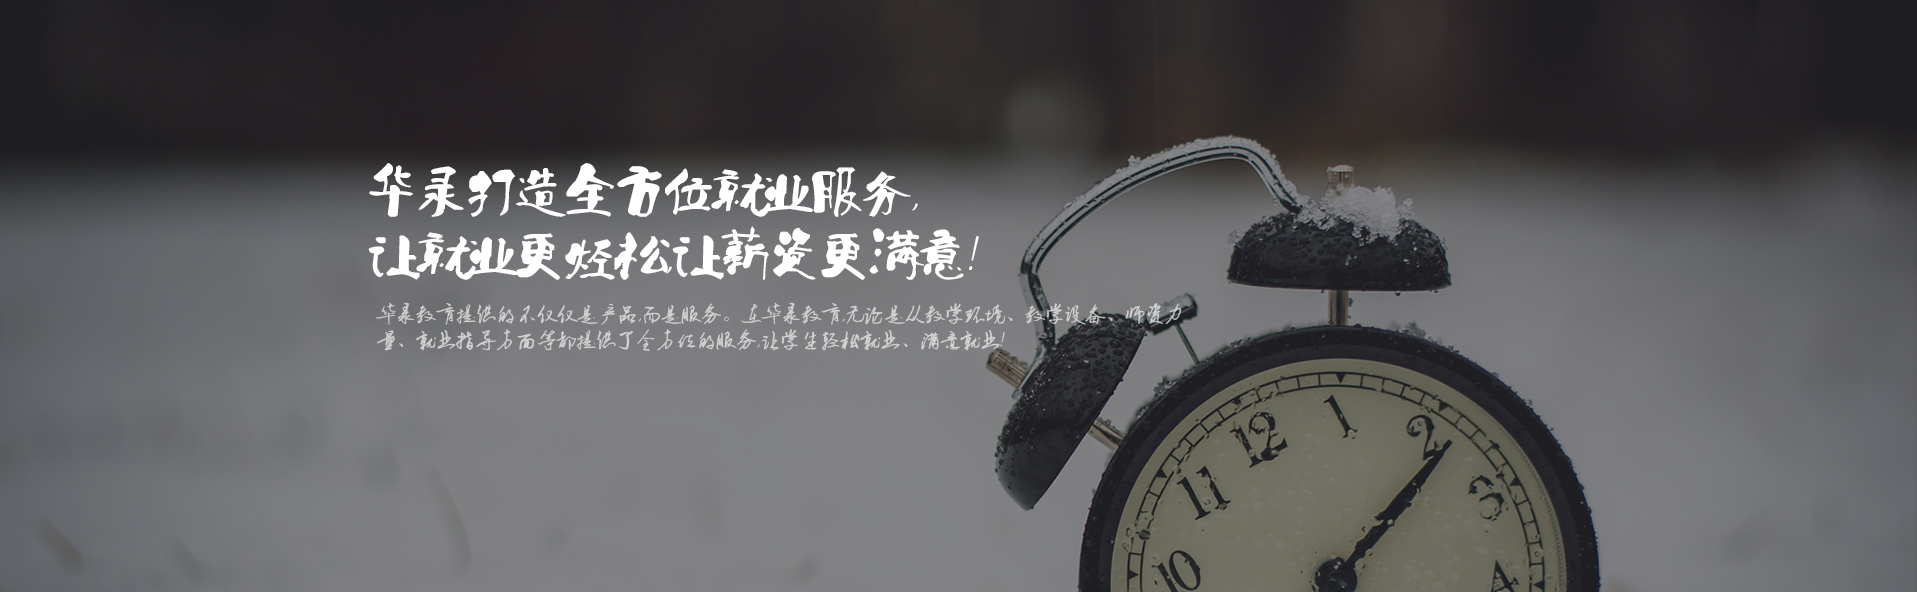 华录打造全方位就业服务,
让就业更轻松让薪资更满意!
华录教育提供的不仅仅是产品,而是服务。在华录教育无论是从教学环境、教学设备、师资力
量、就业指导方面等都提供了全方位的服务,让学生轻松就业、满意就业!
12
1
2
3
11
10
4